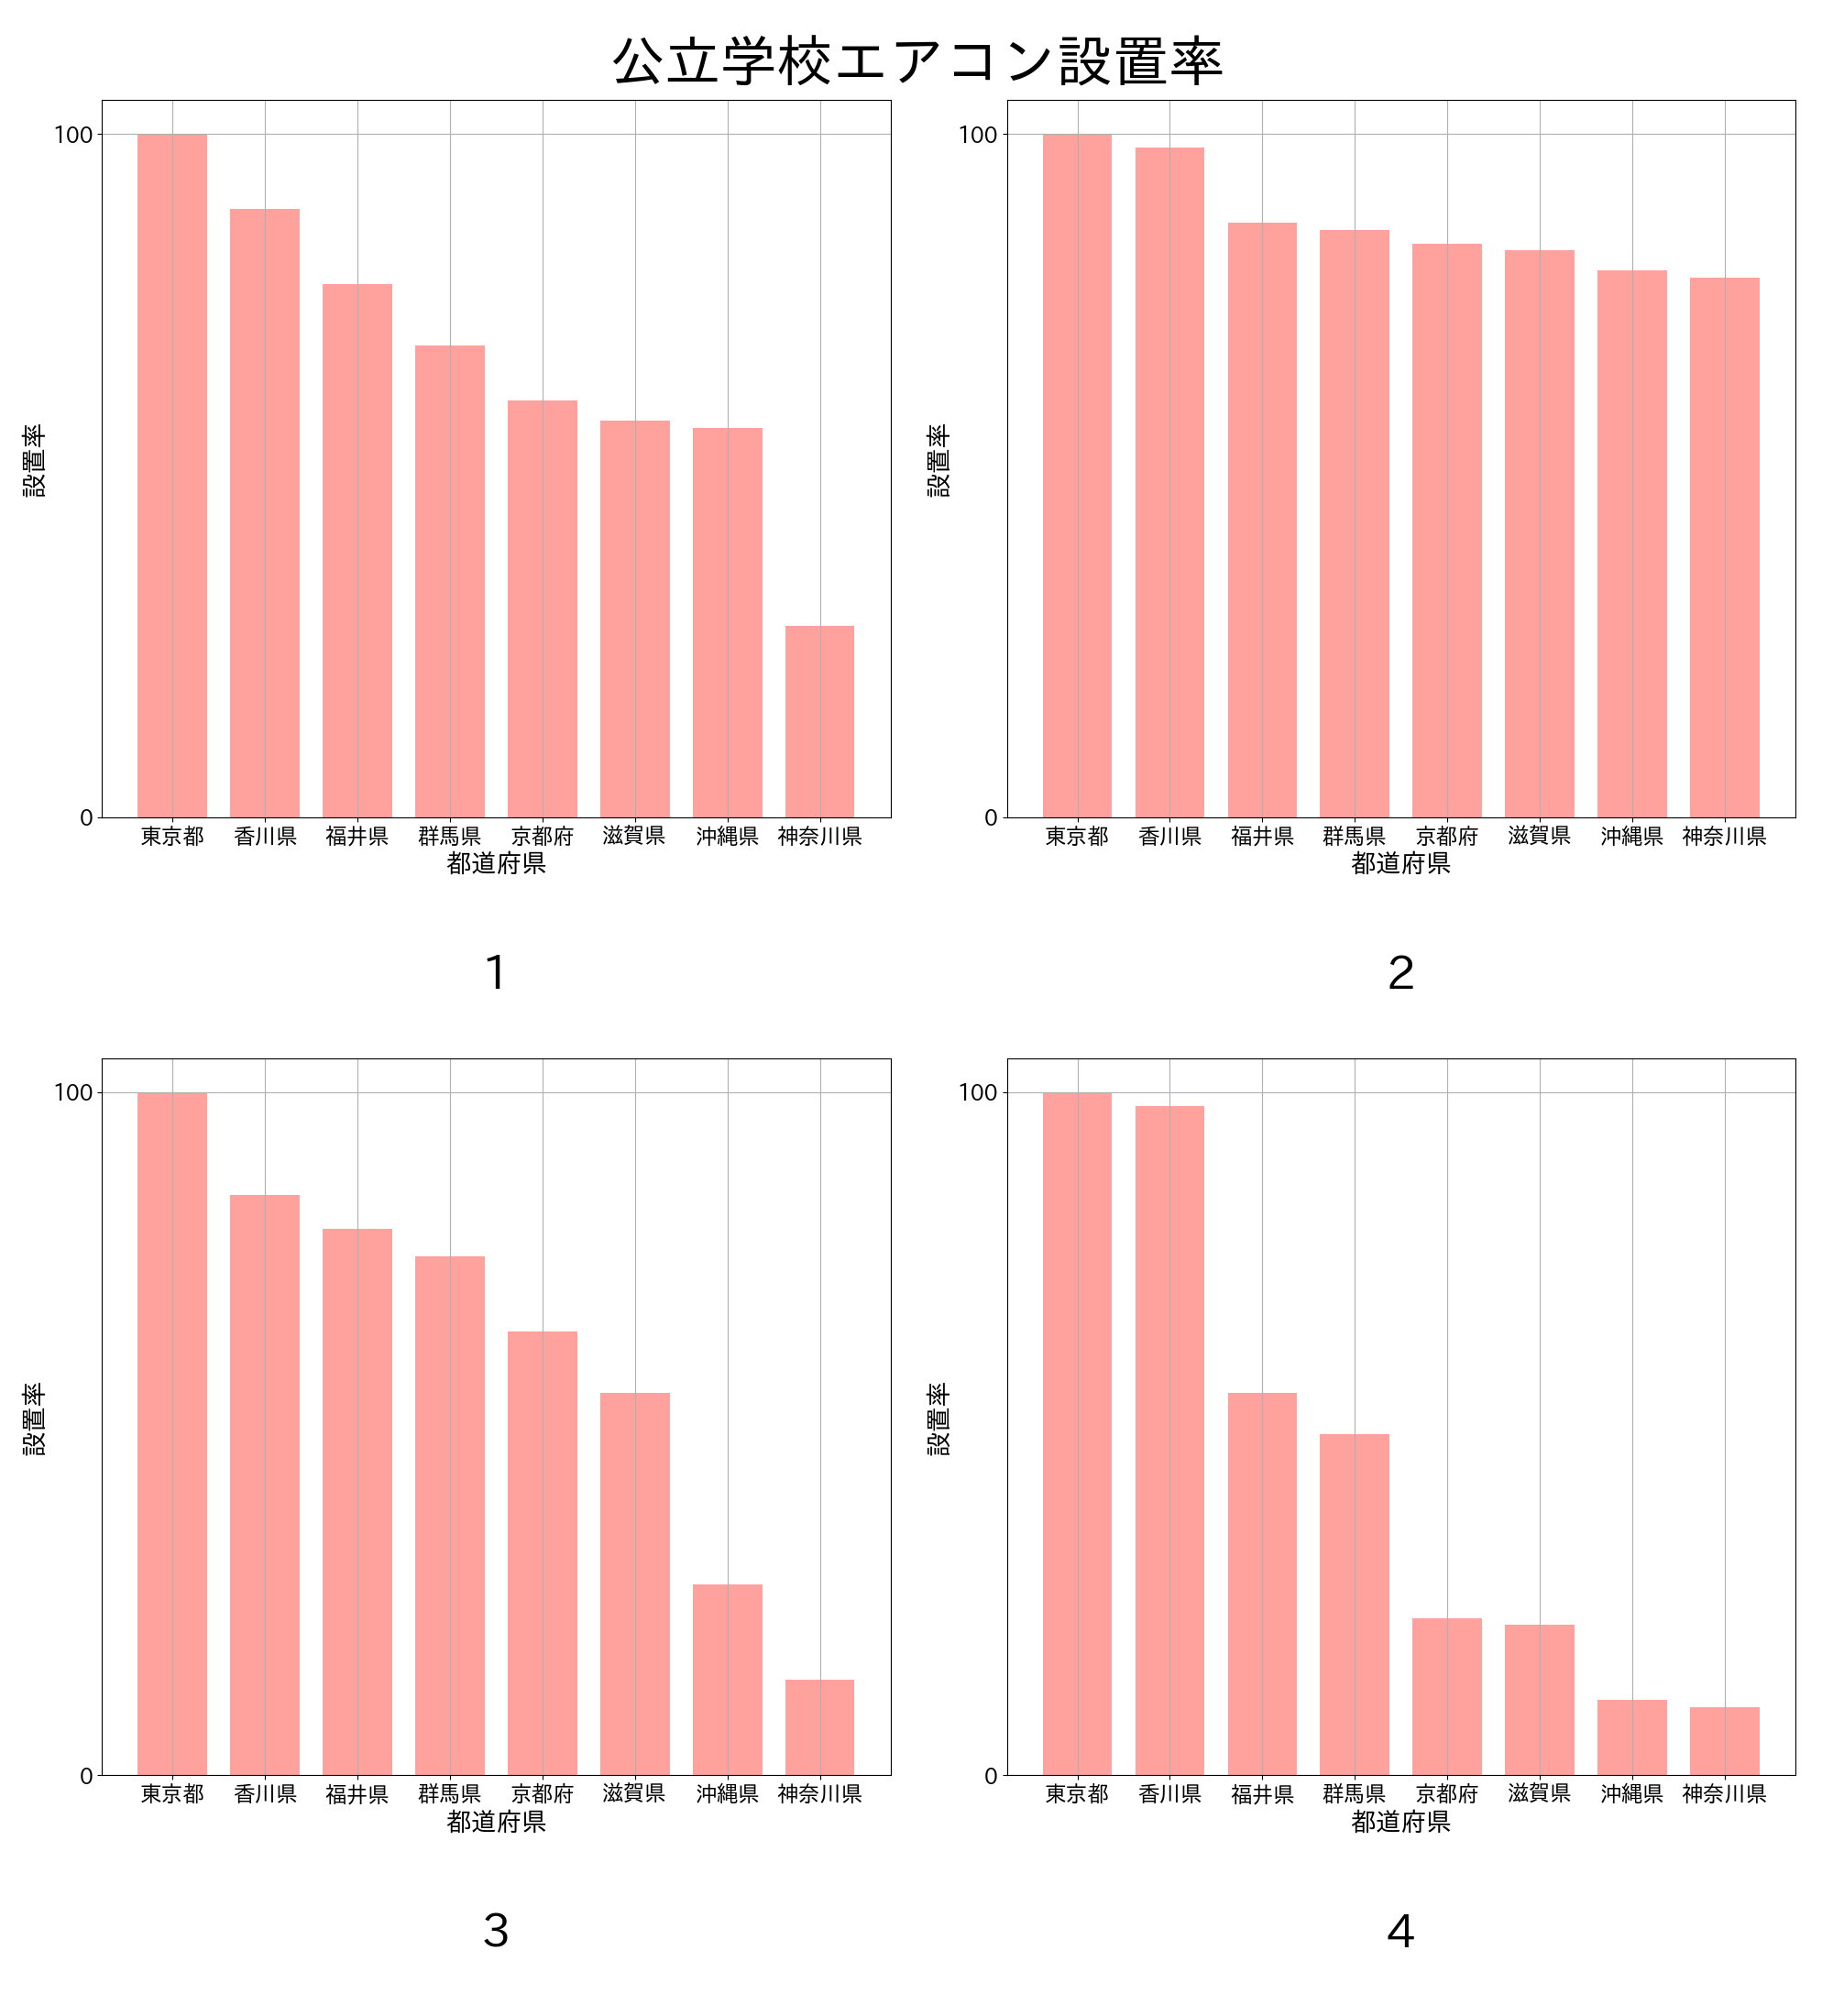 公立学校エアコン設置率
100
0
設置率
東京都 香川県 福井県 群馬県 京都府 滋賀県 沖縄県 神奈川県
都道府県
1
100
0
設置率
東京都 香川県 福井県 群馬県 京都府 滋賀県 沖縄県 神奈川県
都道府県
2
100
0
設置率
東京都 香川県 福井県 群馬県 京都府 滋賀県 沖縄県 神奈川県
都道府県
3
100
0
設置率
東京都 香川県 福井県 群馬県 京都府 滋賀県 沖縄県 神奈川県
都道府県
4